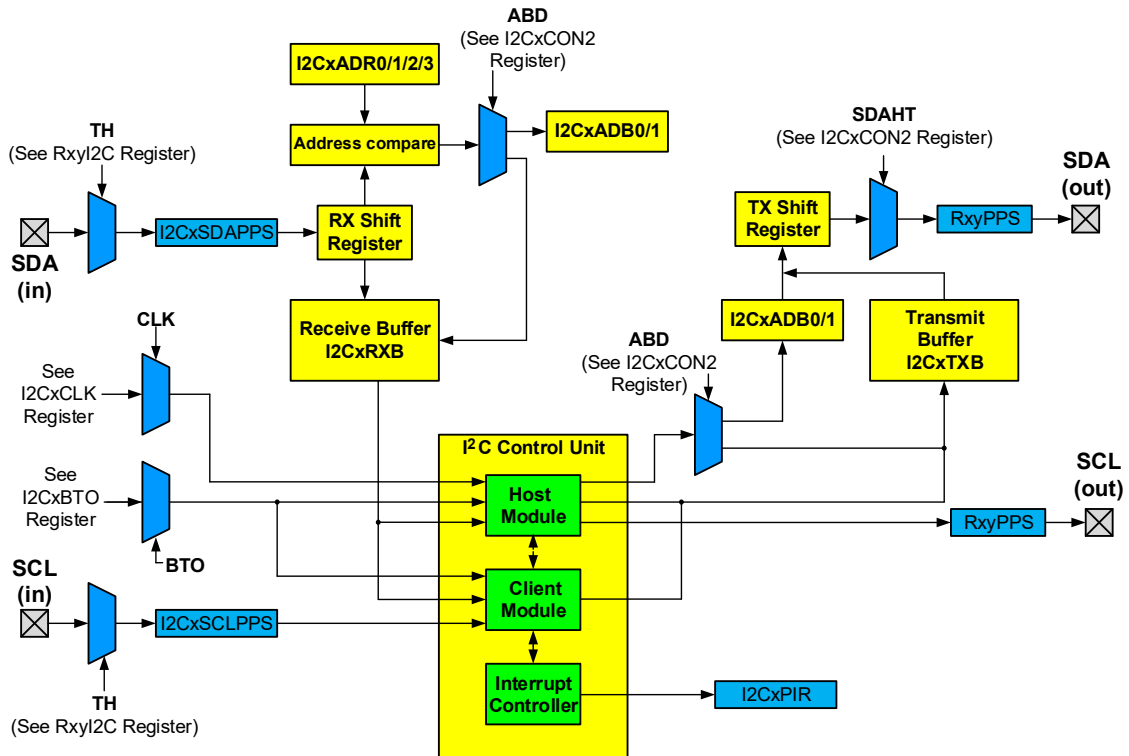 ABD
(See I2CxCON2
Register)
I2CxADR0/1/2/3
TH
(See RxyI2C Register)
Address compare
I2CxADB0/1
SDAHT
(See I2CxCON2 Register)
SDA
(out)
I2CxSDAPPS
RX Shift
Register
TX Shift
Register
RxyPPS
SDA
(in)
CLK
See
I2CxCLK
Register
Receive Buffer
I2CxRXB
ABD
(See I2CxCON2
Register)
I2CxADB0/1
Transmit
Buffer
I2CxTXB
I²C Control Unit
See
I2CxBTO
Register
BTO
Host
Module
SCL
(out)
RxyPPS
SCL
(in)
I2CxSCLPPS
Client
Module
TH
(See RxyI2C Register)
Interrupt
Controller
I2CxPIR